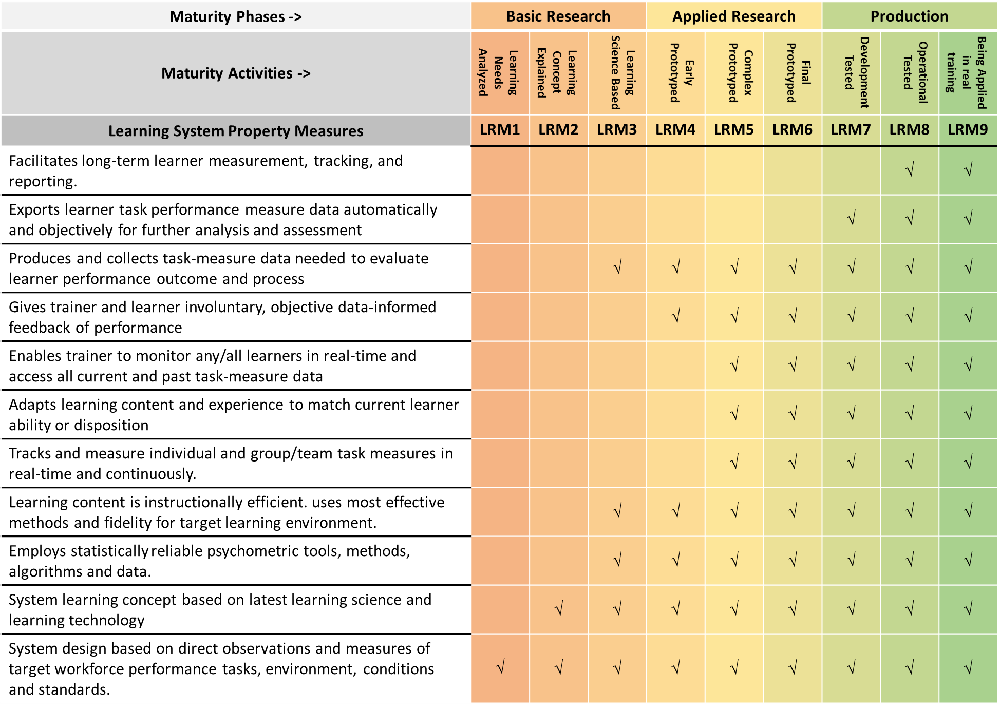 Maturity Phases ->
Basic Research
Applied Research
Production
Maturity Activities ->
Learning
Needs
Analyzed
Learning
Concept
Explained
Learning
Science Based
Early
Prototyped
Complex
Prototyped
Final
Prototyped
Development
Tested
Operational
Tested
Being Applied
in real
training
Learning System Property Measures
LRM1 LRM2 LRM3 LRM4 LRM5 LRM6 LRM7 LRM8 LRM9
Facilitates long-term learner measurement, tracking, and
reporting.
√ √
Exports learner task performance measure data automatically
and objectively for further analysis and assessment
√ √ √
Produces and collects task-measure data needed to evaluate
learner performance outcome and process
√ √ √ √ √ √ √
Gives trainer and learner involuntary, objective data-informed
feedback of performance
√ √ √ √ √ √
Enables trainer to monitor any/all learners in real-time and
access all current and past task-measure data
√ √ √ √ √
Adapts learning content and experience to match current learner
ability or disposition
√ √ √ √ √
Tracks and measure individual and group/team task measures in
real-time and continuously.
√ √ √ √ √
Learning content is instructionally efficient. uses most effective
methods and fidelity for target learning environment.
√ √ √ √ √ √ √
Employs statistically reliable psychometric tools, methods,
algorithms and data.
√ √ √ √ √ √ √
System learning concept based on latest learning science and
learning technology
√ √ √ √ √ √ √ √
System design based on direct observations and measures of
target workforce performance tasks, environment, conditions
and standards.
√ √ √ √ √ √ √ √ √